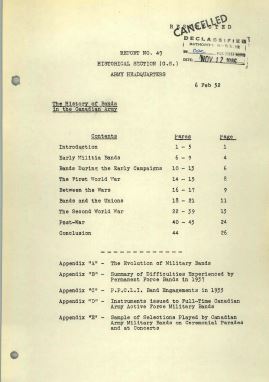 CANCELLED
DECLASSIFIED
REPORT NO. 47
HISTORICAL SECTION (G.S.)
ARMY HEADQUARTERS
6 Feb 52
The History of Bands
in the Canadian Army
Contents Paras Page
Introduction 1 - 5 1
Early Militia Bands 6 - 9 4
Bands During the Early Campaigns 10 - 13 6
The First World War 14 - 15 8
Between the Wars 16 - 17 9
Bands and the Unions 18 - 21 11
The Second World War 22 - 39 13
Post-War 40 - 43 24
Conclusion 44 26
Appendix "A" - The Evolution of Military Bands
Appendix "B" - Summary of Difficulties Experienced by
Permanent Force Bands in 1937
Appendix "C" - P.P.C.L.I. Band Engagements in 1933
Appendix "D" - Instruments issued to Full-Time Canadian
Army Active Force Military Bands
Appendix "E" - Sample of Selections Played by Canadian
Army Military Bands on Ceremonial Parades
and at Concerts